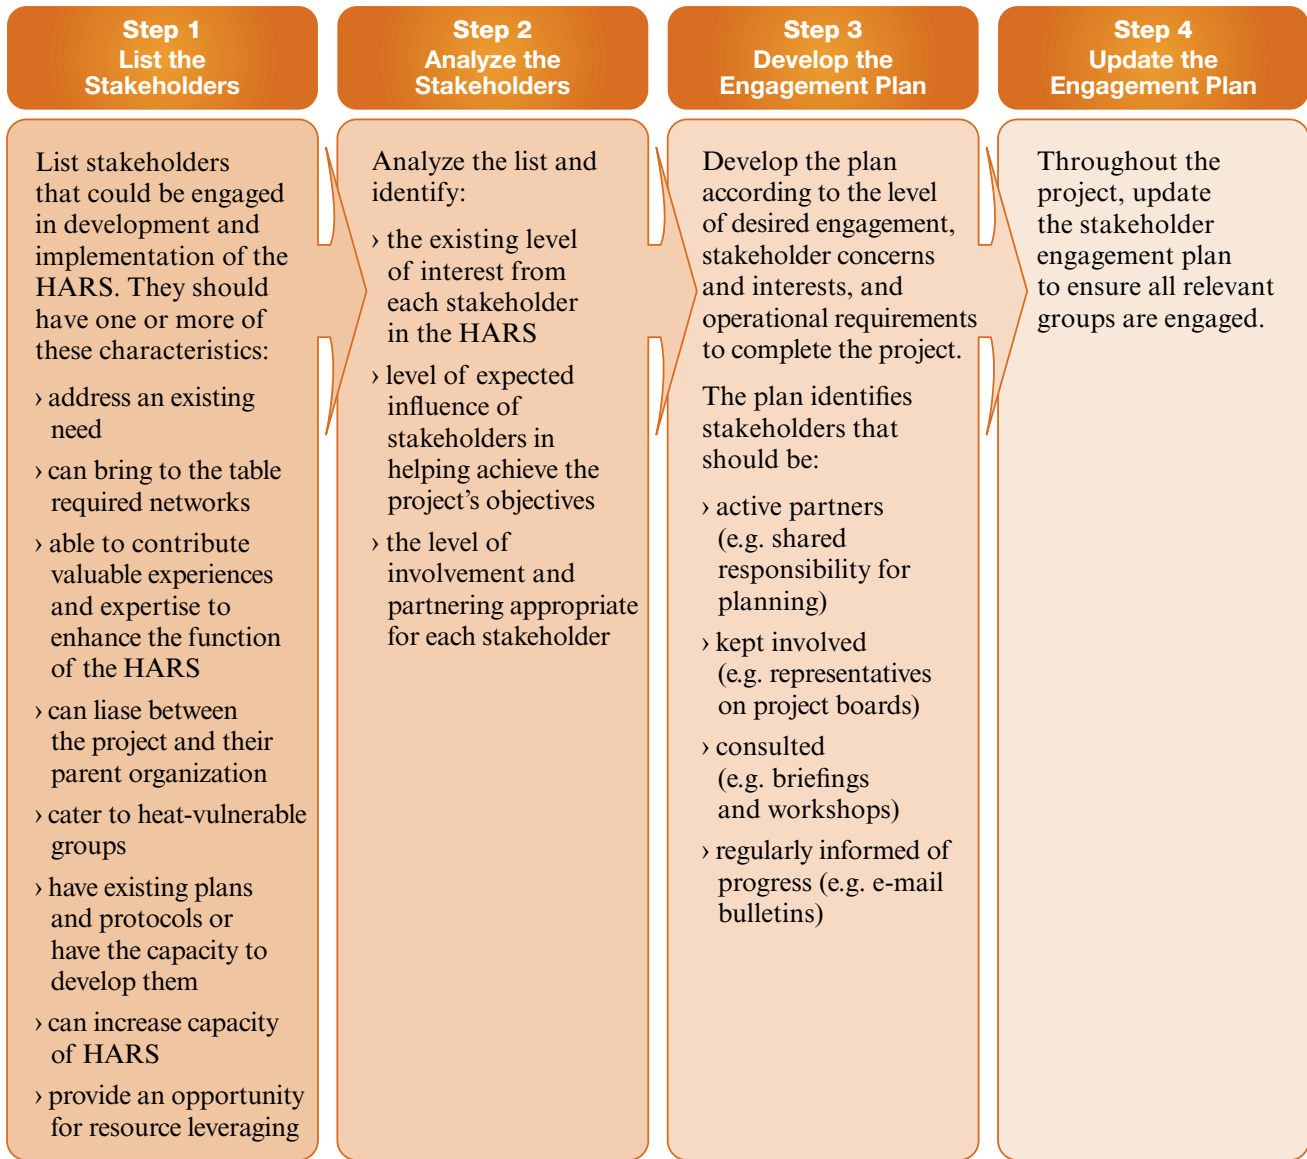 Step 1
List the
Stakeholders
List stakeholders
that could be engaged
in development and
implementation of the
HARS. They should
have one or more of
these characteristics:
› address an existing
need
› can bring to the table
required networks
› able to contribute
valuable experiences
and expertise to
enhance the function
of the HARS
› can liase between
the project and their
parent organization
› cater to heat-vulnerable
groups
› have existing plans
and protocols or
have the capacity to
develop them
› can increase capacity
of HARS
› provide an opportunity
for resource leveraging
Step 2
Analyze the
Stakeholders
Analyze the list and
identify:
› the existing level
of interest from
each stakeholder
in the HARS
› level of expected
influence of
stakeholders in
helping achieve the
project’s objectives
› the level of
involvement and
partnering appropriate
for each stakeholder
Step 3
Develop the
Engagement Plan
Develop the plan
according to the level
of desired engagement,
stakeholder concerns
and interests, and
operational requirements
to complete the project.
The plan identifies
stakeholders that
should be:
› active partners
(e.g. shared
responsibility for
planning)
› kept involved
(e.g. representatives
on project boards)
› consulted
(e.g. briefings
and workshops)
› regularly informed of
progress (e.g. e-mail
bulletins)
Step 4
Update the
Engagement Plan
Throughout the
project, update
the stakeholder
engagement plan
to ensure all relevant
groups are engaged.